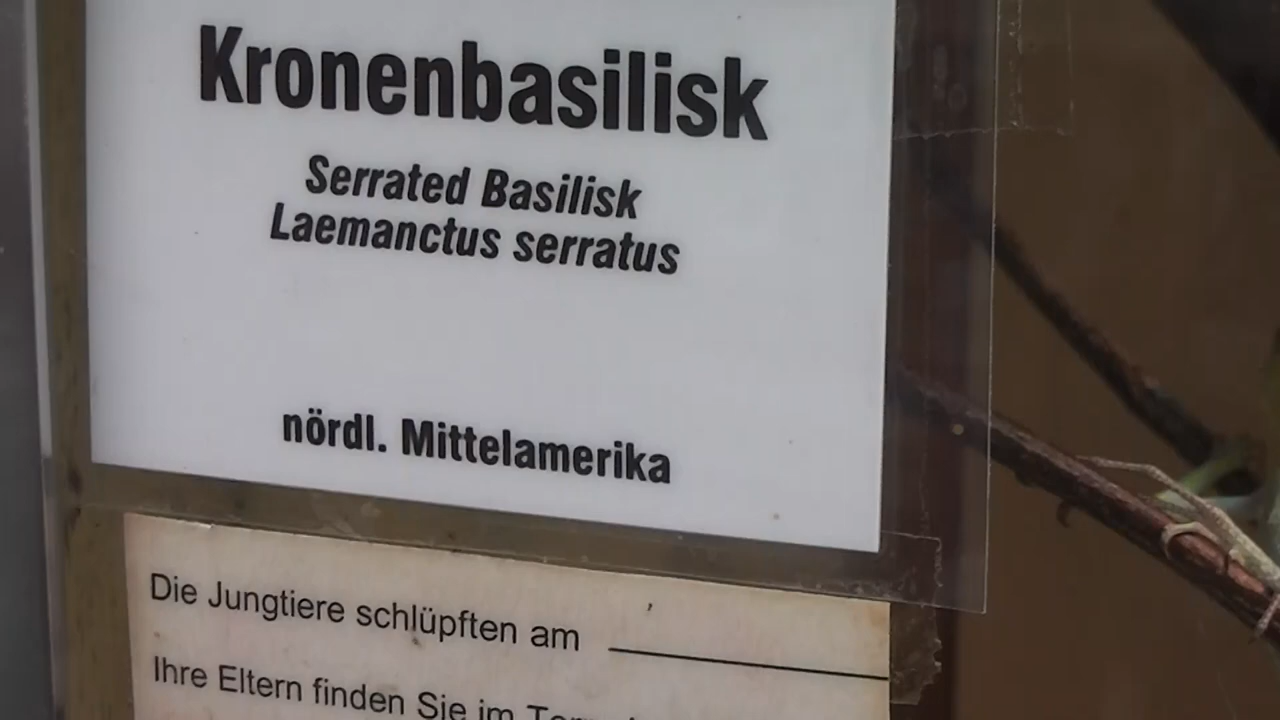 Kronenbasilisk
Serrated Basilisk
Laemanctus serratus
nördl. Mittelamerika
Die Jungtiere schlüpften am
Ihre Eltern finden Sie im